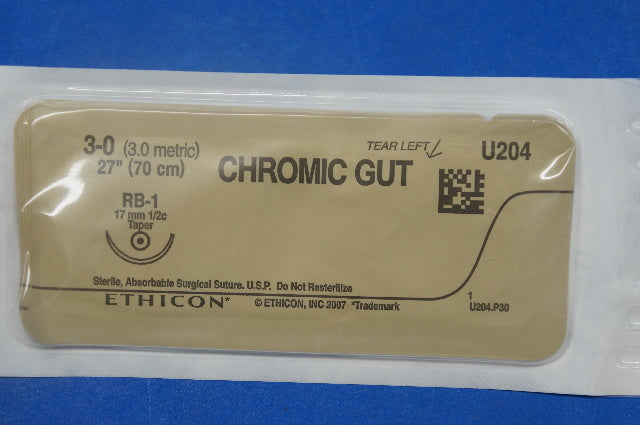 3-0 (3.0 metric)
27" (70 cm)
TEAR LEFT
U204
CHROMIC GUT
RB-1
17 mm 1/2c
Taper
Sterile, Absorbable Surgical Suture. U.S.P. Do Not Resterilize
ETHICON* © ETHICON, INC 2007 *Trademark
1
U204.P30